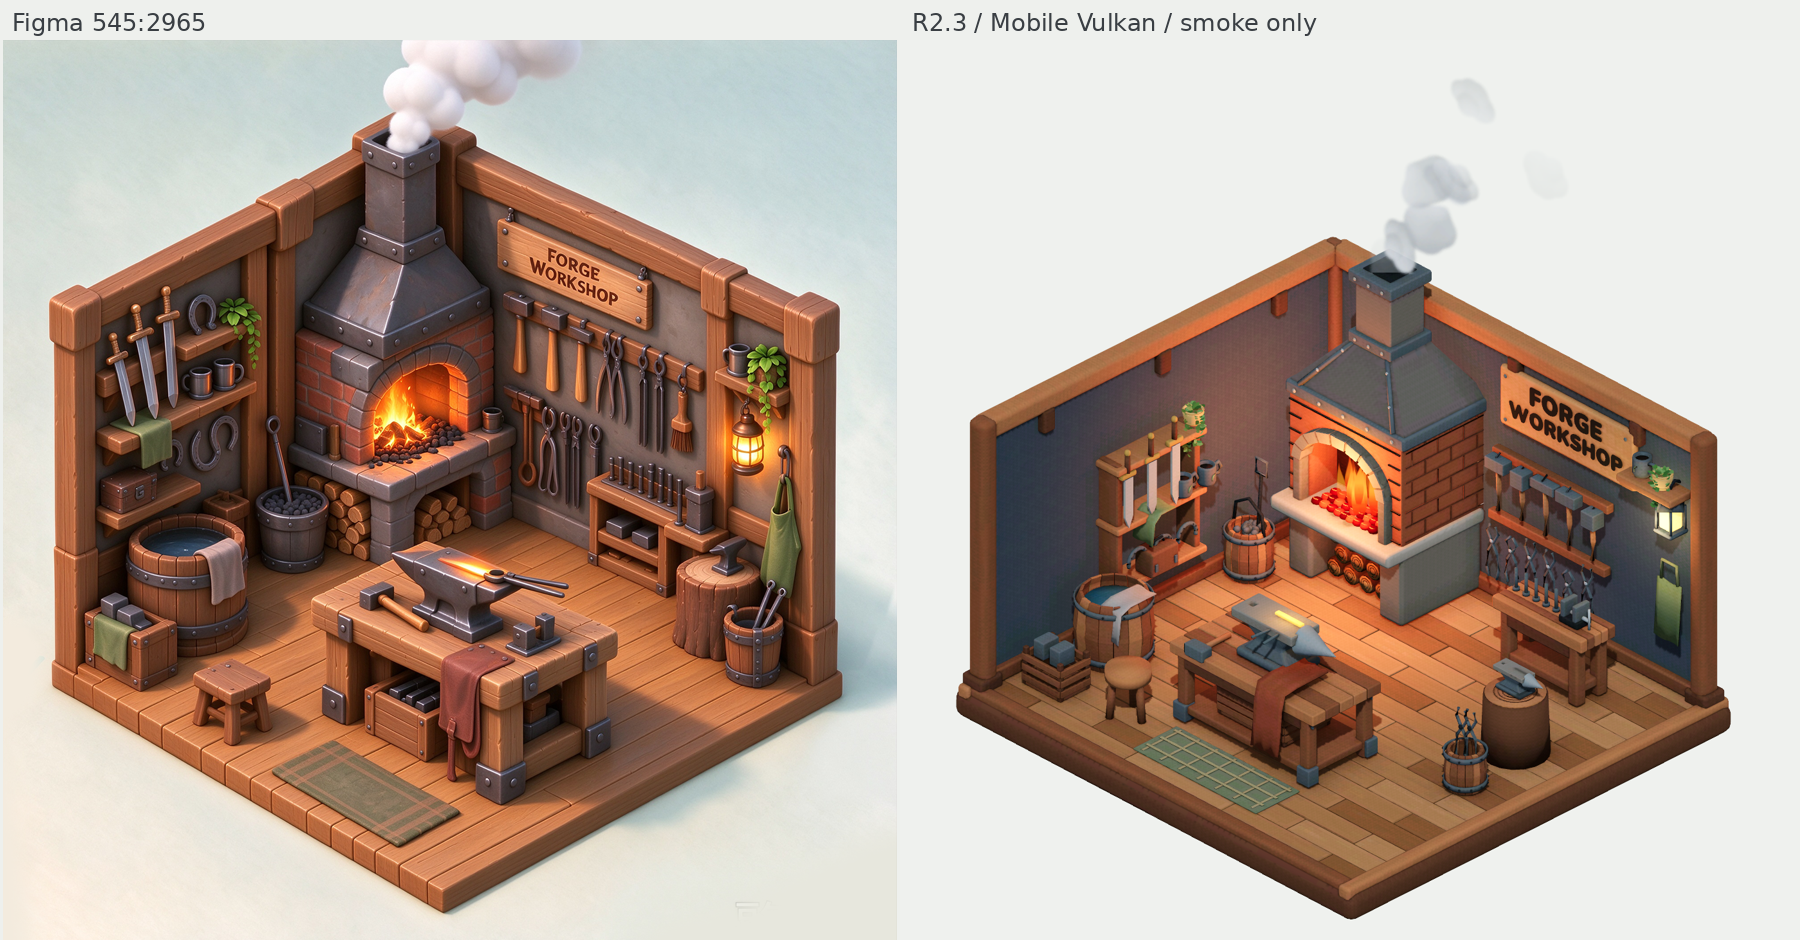 Figma 545:2965
R2.3 / Mobile Vulkan / smoke only
FORGE
WORKSHOP
FORGE
WORKSHOP